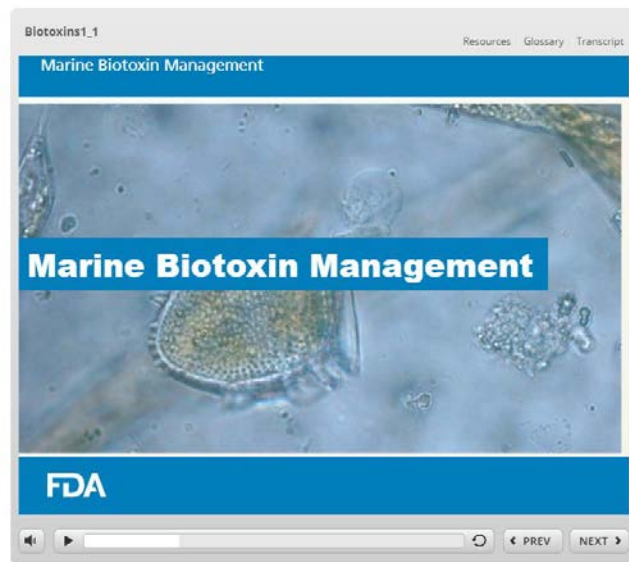 Biotoxins1_1
Resources Glossary Transcript
Marine Biotoxin Management
Marine Biotoxin Management
FDA
PREV NEXT